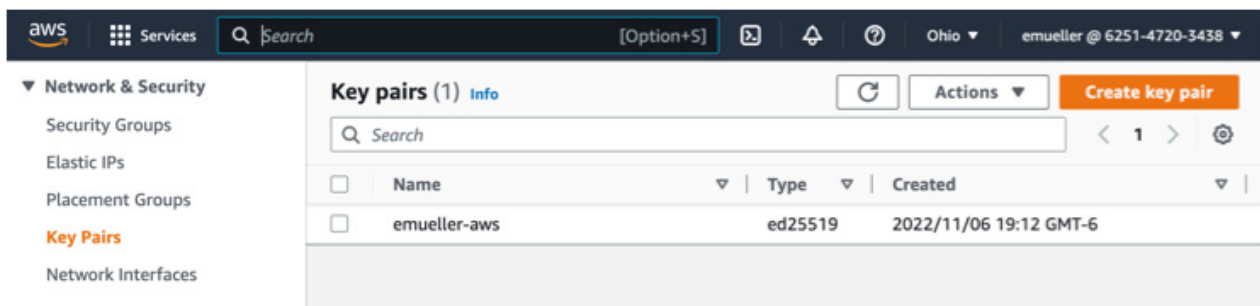 aws Services Search [Option+S] Ohio ▼ emueller @ 6251-4720-3438 ▼
▼ Network & Security
Security Groups
Elastic IPs
Placement Groups
Key Pairs
Network Interfaces
Key pairs (1) Info Actions ▼ Create key pair
Search < 1 >
Name Type Created
emueller-aws ed25519 2022/11/06 19:12 GMT-6